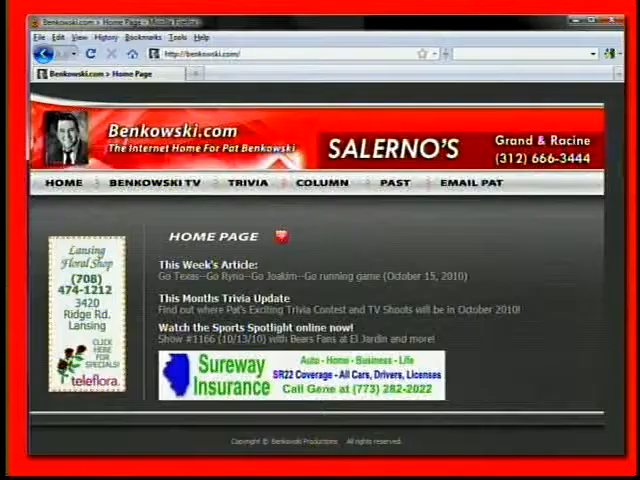 Benkowski.com > Home Page - Mozilla Firefox
File Edit View History Bookmarks Tools Help
http://benkowski.com/
Benkowski.com > Home Page
Benkowski.com
The Internet Home For Pat Benkowski
SALERNO'S
Grand & Racine
(312) 666-3444
HOME BENKOWSKI TV TRIVIA COLUMN PAST EMAIL PAT
HOME PAGE
Lansing
Floral Shop
(708)
474-1212
3420
Ridge Rd.
Lansing
CLICK
HERE
FOR
SPECIALS!
teleflora.
This Week's Article:
Go Texas--Go Ryno--Go Joakim--Go running game (October 15, 2010)
This Months Trivia Update
Find out where Pat's Exciting Trivia Contest and TV Shoots will be in October 2010!
Watch the Sports Spotlight online now!
Show #1166 (10/13/10) with Bears Fans at El Jardin and more!
Sureway
Insurance
Auto - Home - Business - Life
SR22 Coverage - All Cars, Drivers, Licenses
Call Gene at (773) 282-2022
Copyright © Benkowski Productions All rights reserved.